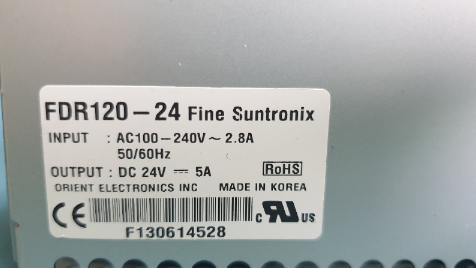 FDR120-24 Fine Suntronix
INPUT : AC100-240V~2.8A
50/60Hz
OUTPUT : DC 24V ⎓ 5A RoHS
ORIENT ELECTRONICS INC MADE IN KOREA
CE c RU US
F130614528